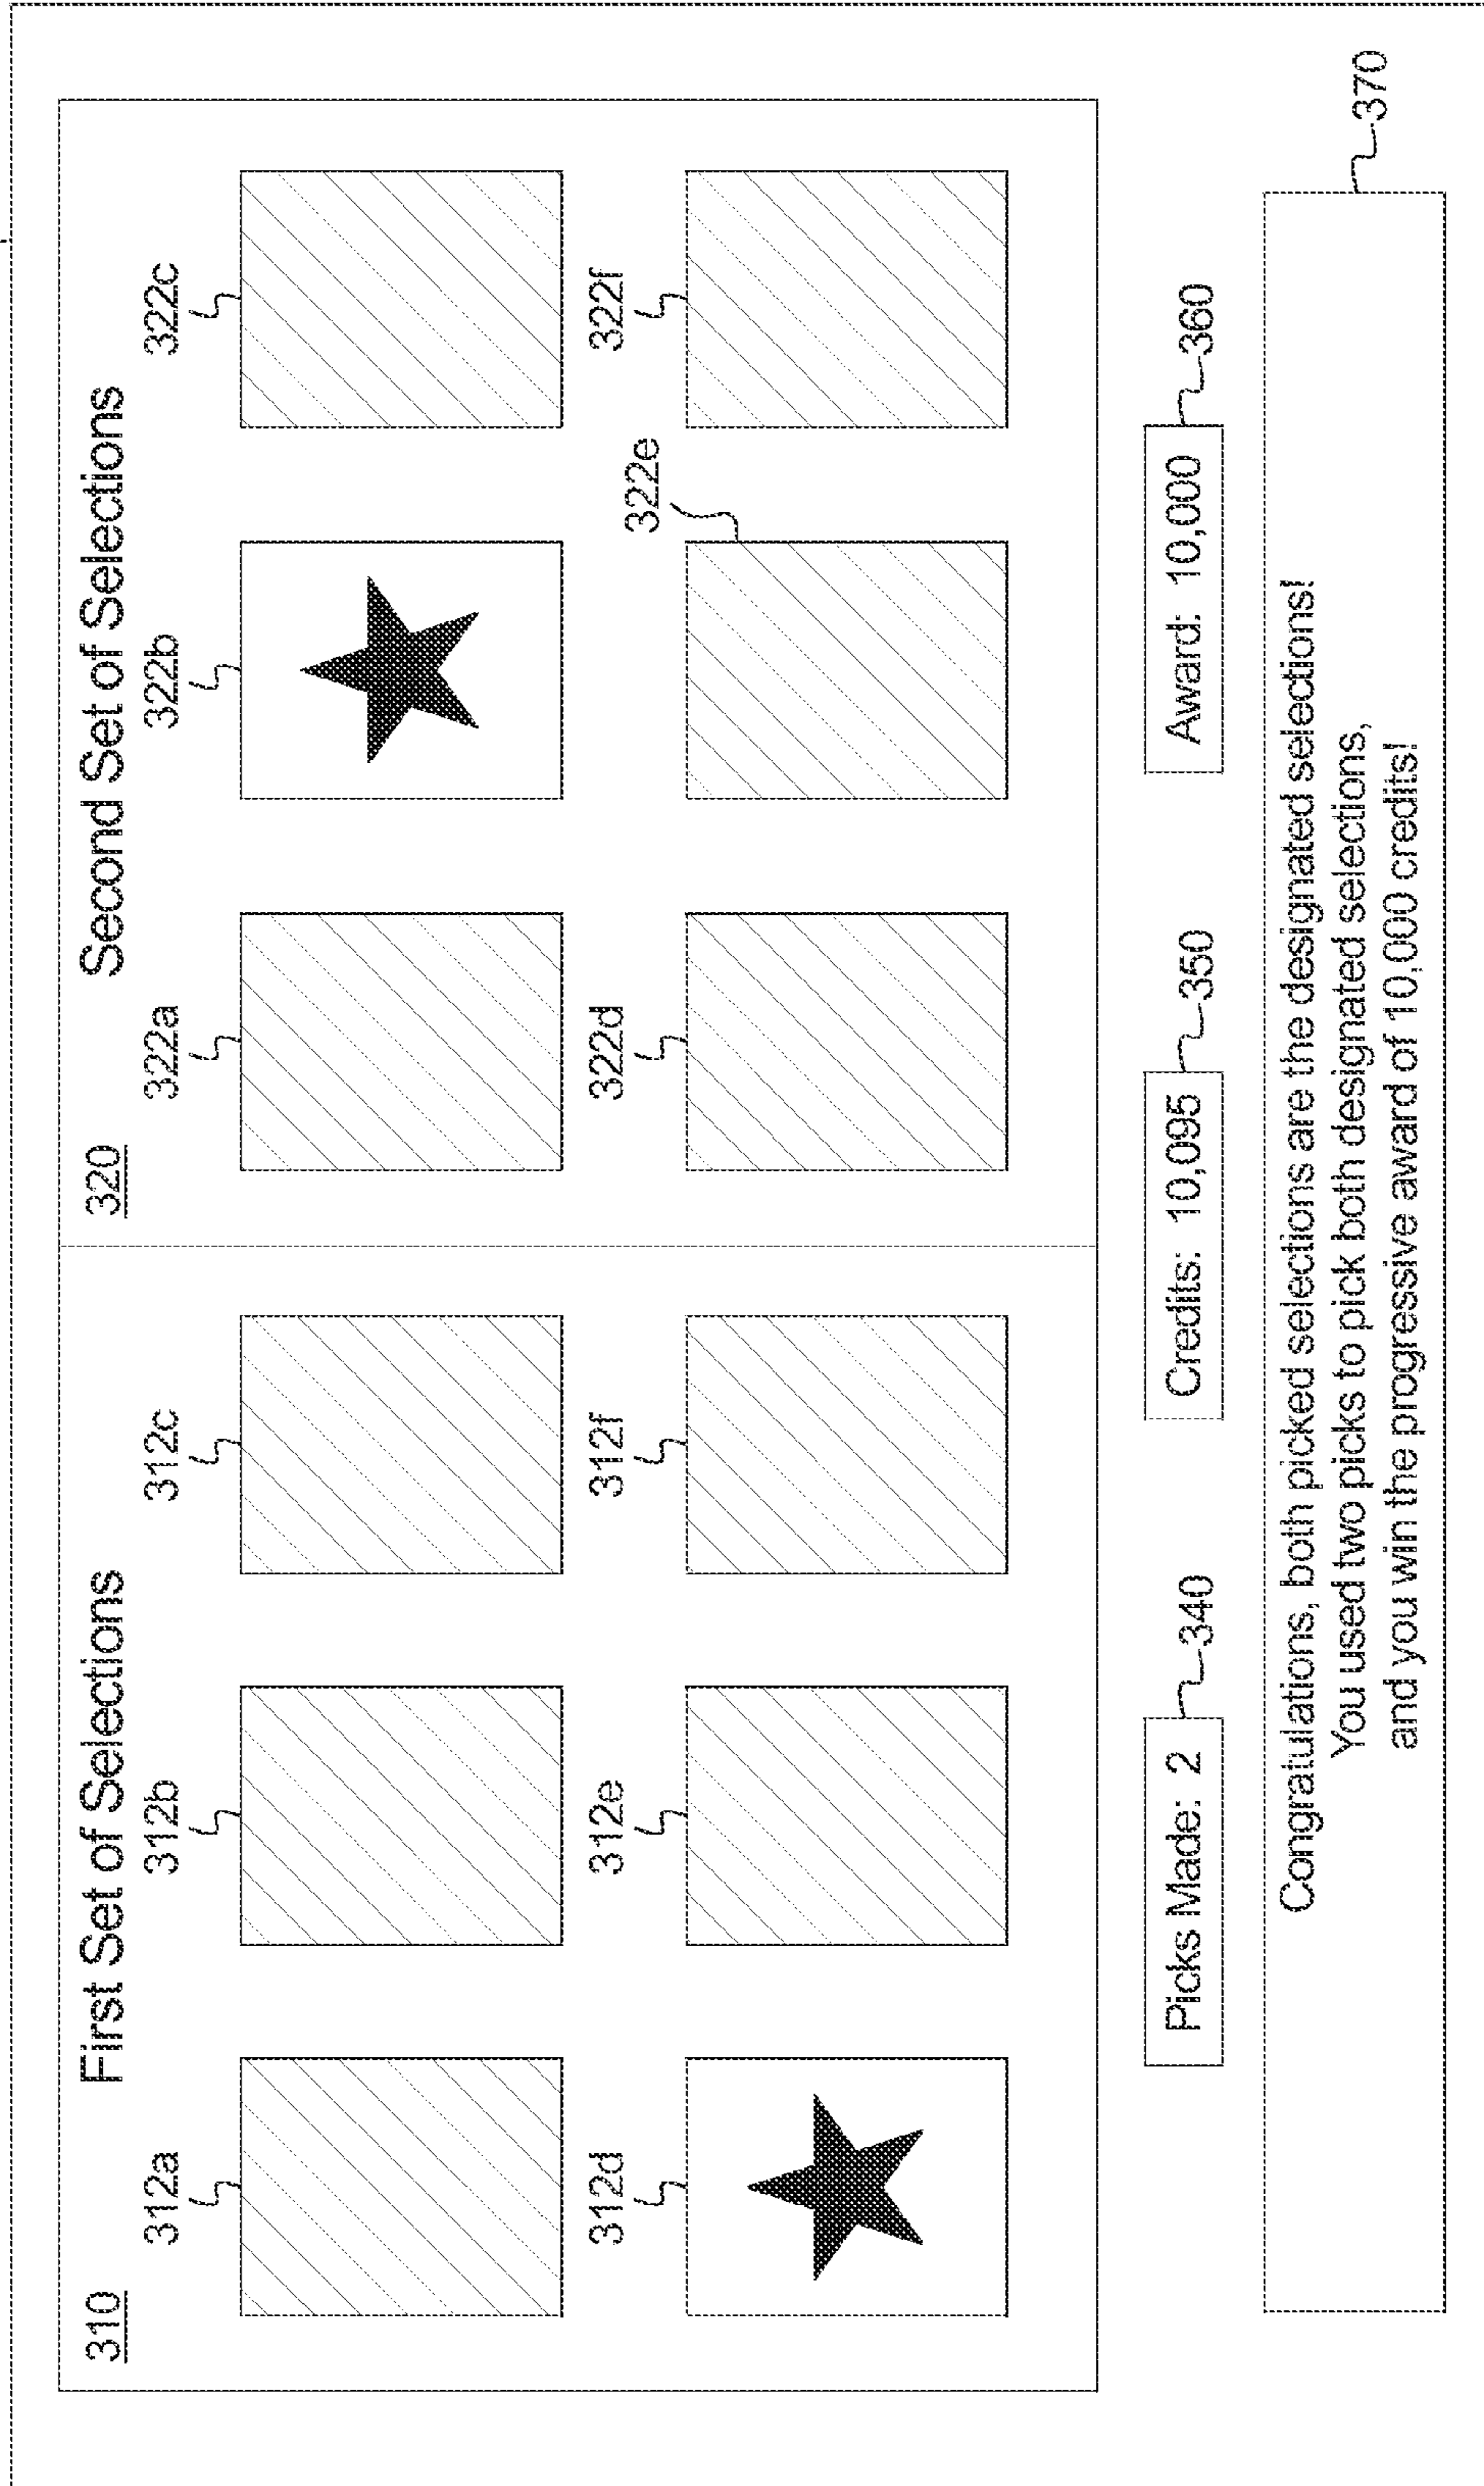 310 First Set of Selections
312a 312b 312c
312d 312e 312f
320 Second Set of Selections
322a 322b 322c
322d 322e 322f
Picks Made: 2 340
Credits: 10,095 350
Award: 10,000 360
Congratulations, both picked selections are the designated selections!
You used two picks to pick both designated selections,
and you win the progressive award of 10,000 credits!
370